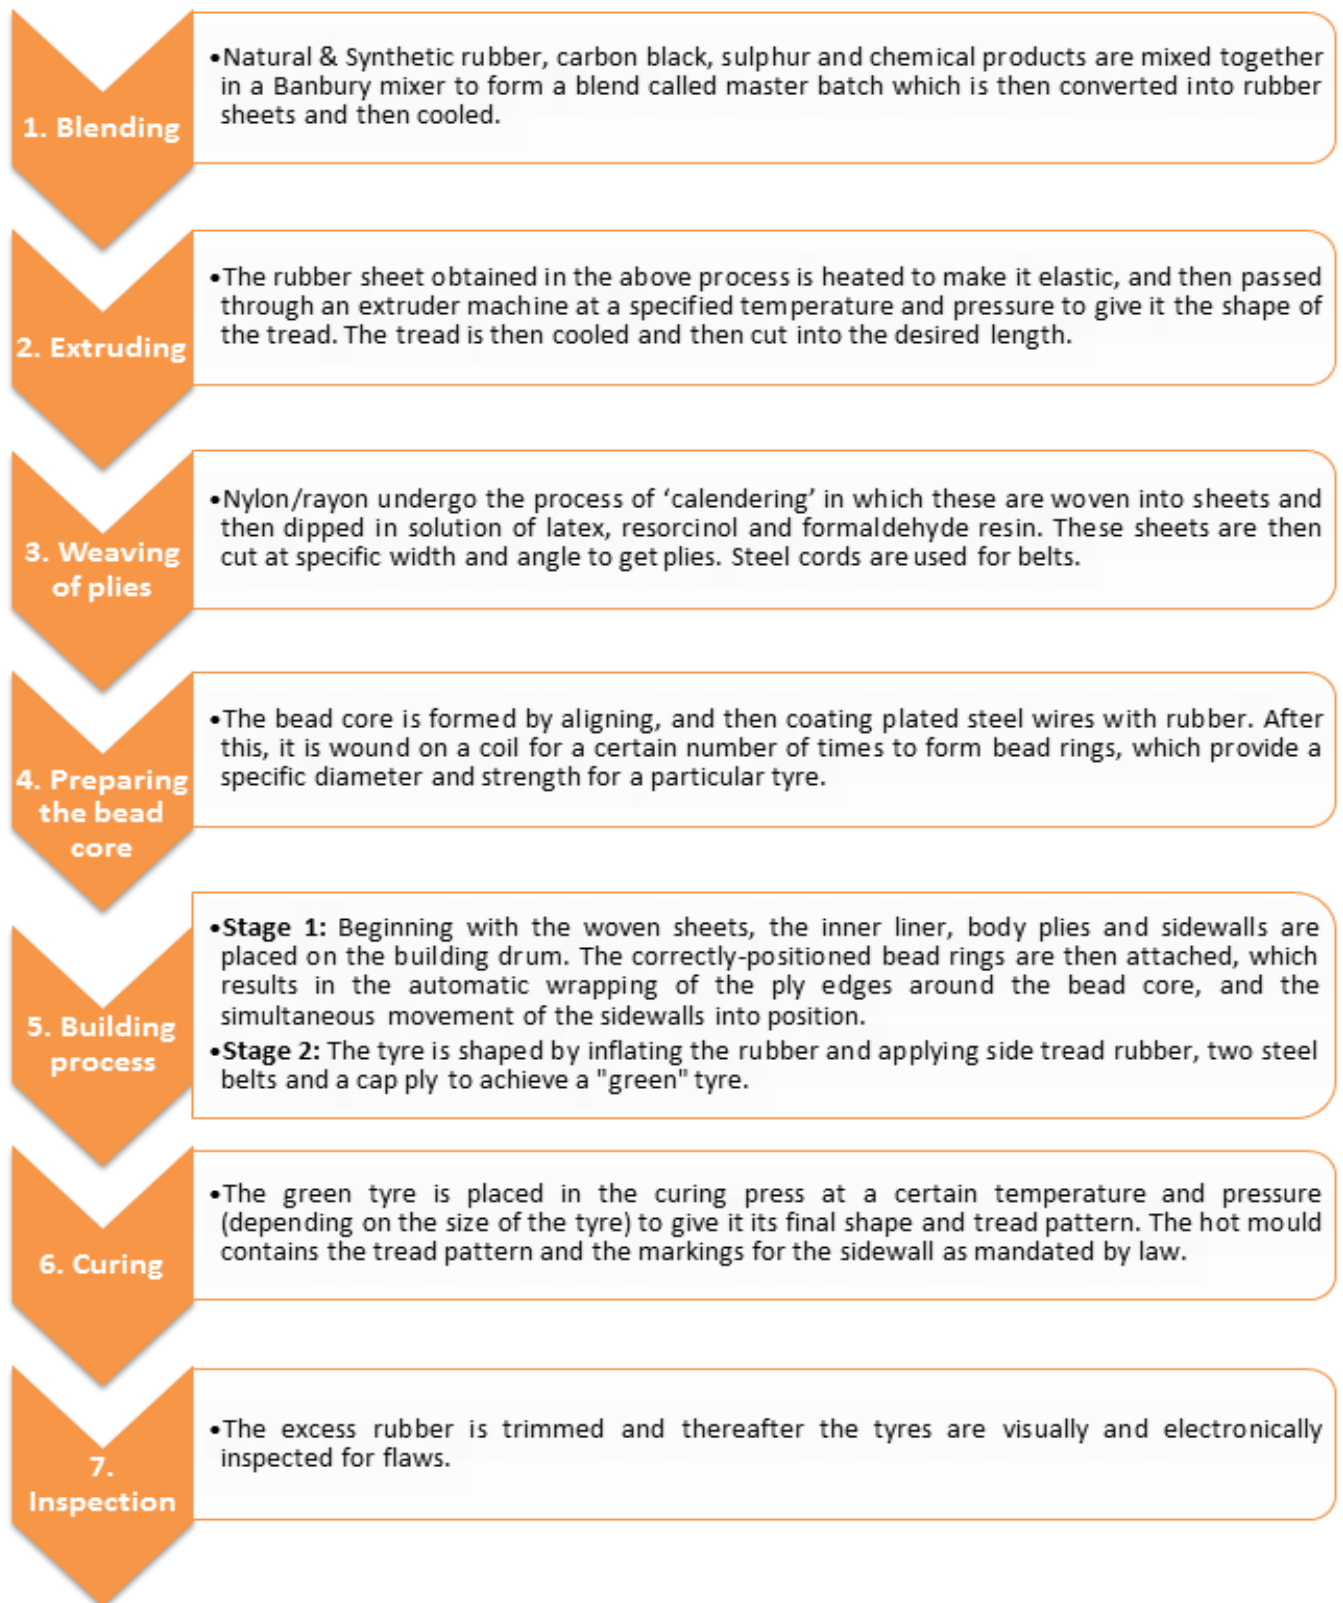 1. Blending
•Natural & Synthetic rubber, carbon black, sulphur and chemical products are mixed together
in a Banbury mixer to form a blend called master batch which is then converted into rubber
sheets and then cooled.
2. Extruding
•The rubber sheet obtained in the above process is heated to make it elastic, and then passed
through an extruder machine at a specified temperature and pressure to give it the shape of
the tread. The tread is then cooled and then cut into the desired length.
3. Weaving
of plies
•Nylon/rayon undergo the process of ‘calendering’ in which these are woven into sheets and
then dipped in solution of latex, resorcinol and formaldehyde resin. These sheets are then
cut at specific width and angle to get plies. Steel cords are used for belts.
4. Preparing
the bead
core
•The bead core is formed by aligning, and then coating plated steel wires with rubber. After
this, it is wound on a coil for a certain number of times to form bead rings, which provide a
specific diameter and strength for a particular tyre.
5. Building
process
•Stage 1: Beginning with the woven sheets, the inner liner, body plies and sidewalls are
placed on the building drum. The correctly-positioned bead rings are then attached, which
results in the automatic wrapping of the ply edges around the bead core, and the
simultaneous movement of the sidewalls into position.
•Stage 2: The tyre is shaped by inflating the rubber and applying side tread rubber, two steel
belts and a cap ply to achieve a "green" tyre.
6. Curing
•The green tyre is placed in the curing press at a certain temperature and pressure
(depending on the size of the tyre) to give it its final shape and tread pattern. The hot mould
contains the tread pattern and the markings for the sidewall as mandated by law.
7.
Inspection
•The excess rubber is trimmed and thereafter the tyres are visually and electronically
inspected for flaws.